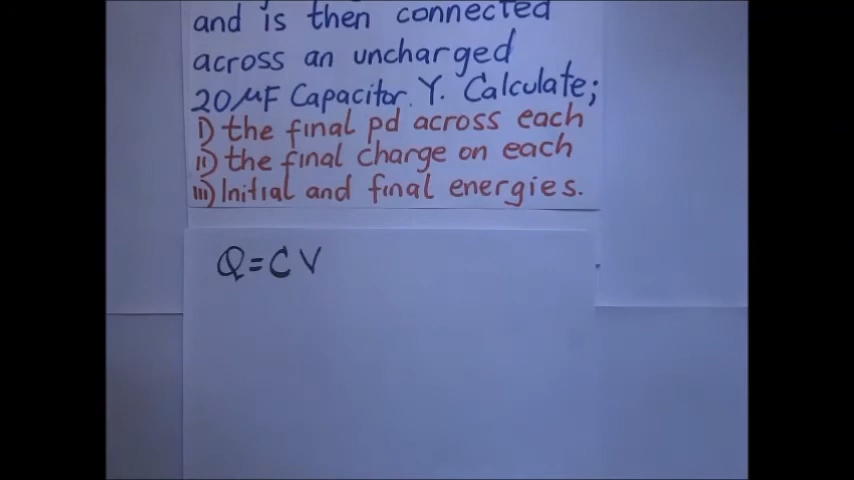 and is then connected
across an uncharged
20μF Capacitor Y. Calculate;
i) the final pd across each
ii) the final charge on each
iii) Initial and final energies.
Q=CV